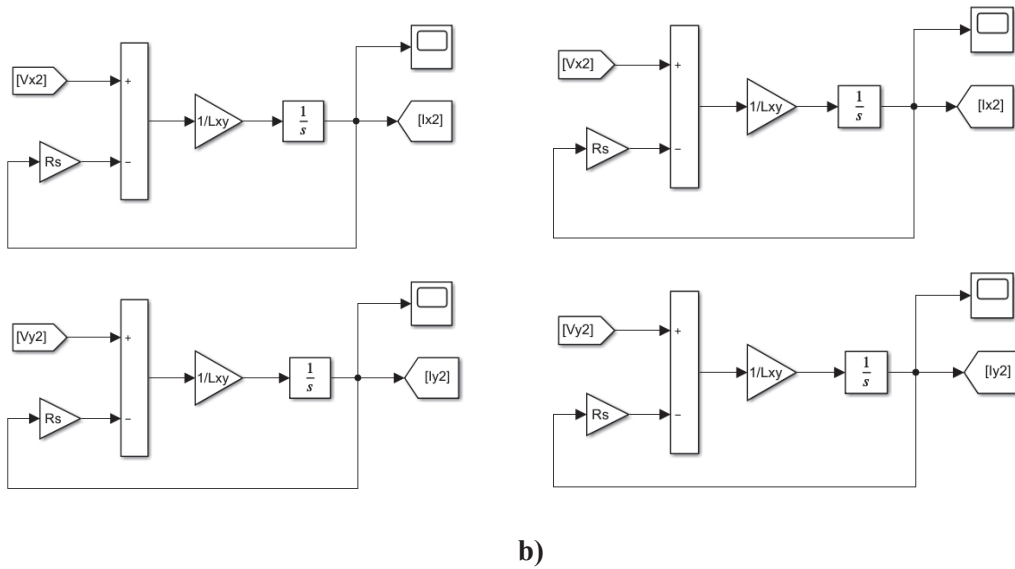 [Vx2]
+
1/Lxy
1
s
[Ix2]
Rs
−
[Vx2]
+
1/Lxy
1
s
[Ix2]
Rs
−
[Vy2]
+
1/Lxy
1
s
[Iy2]
Rs
−
[Vy2]
+
1/Lxy
1
s
[Iy2]
Rs
−
b)